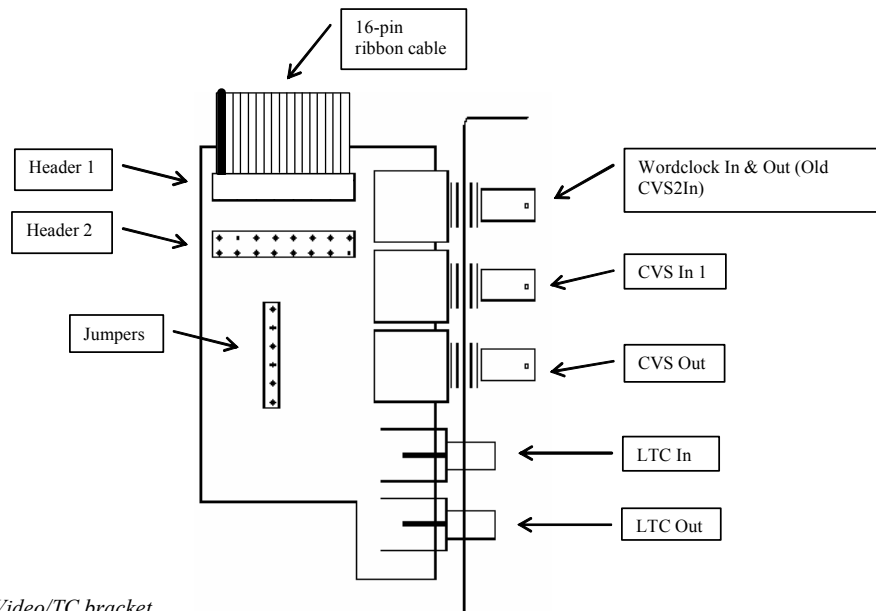 16-pin
ribbon cable
Header 1
Wordclock In & Out (Old
CVS2In)
Header 2
CVS In 1
Jumpers
CVS Out
LTC In
LTC Out
Video/TC bracket